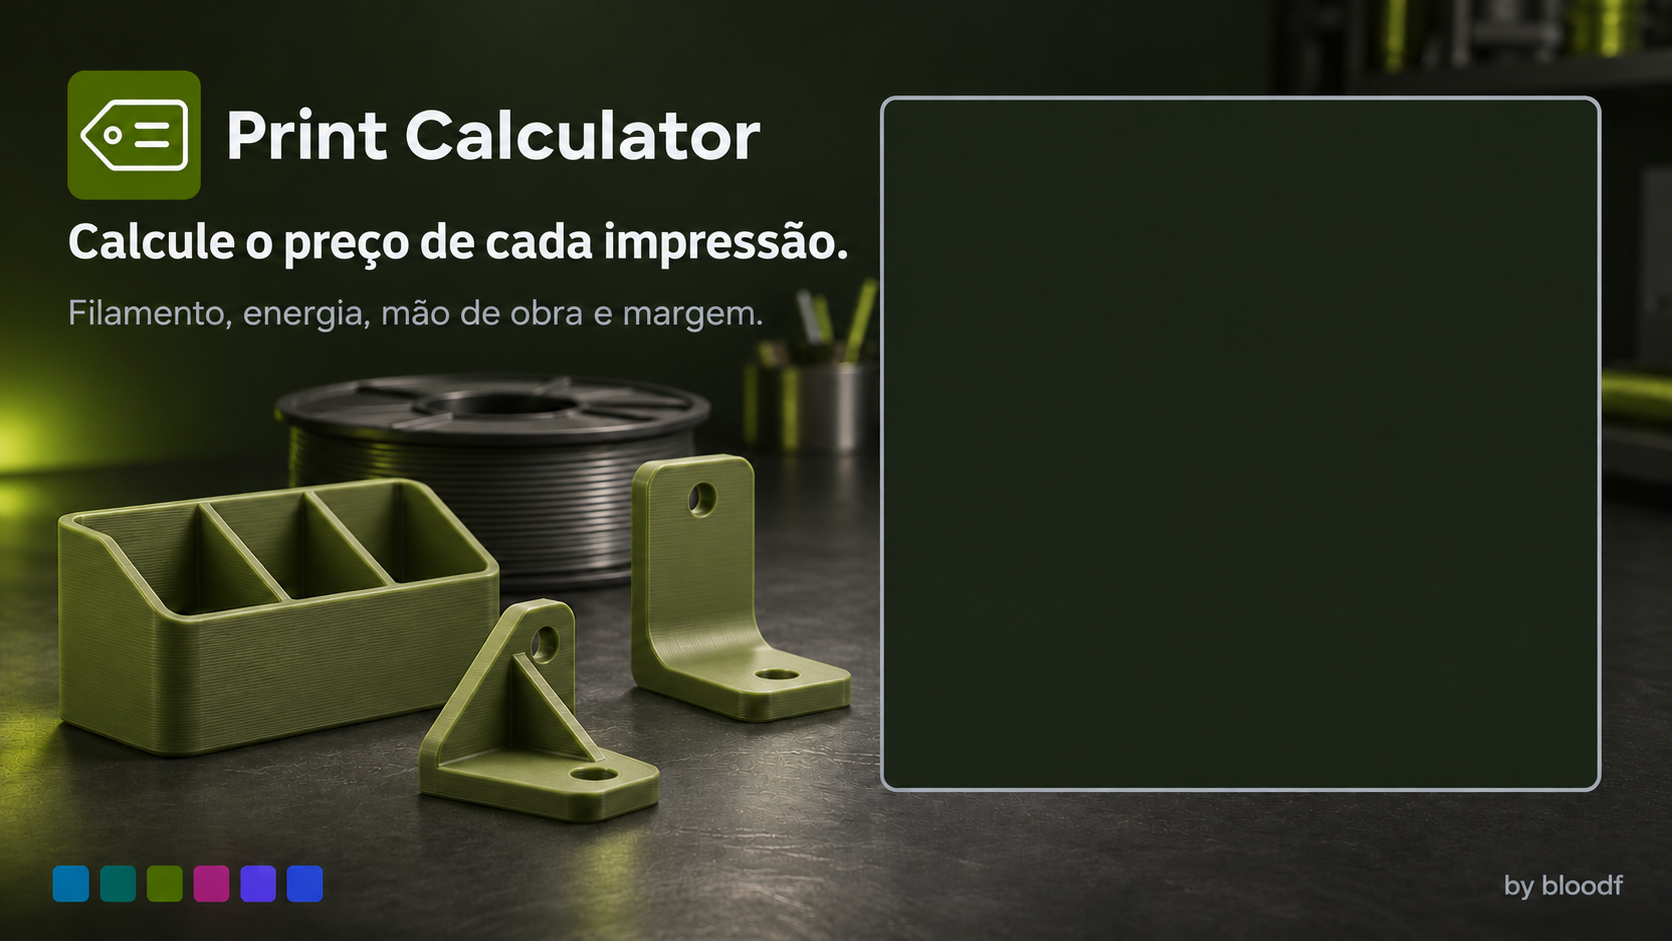 Print Calculator
Calcule o preço de cada impressão.
Filamento, energia, mão de obra e margem.
by bloodf